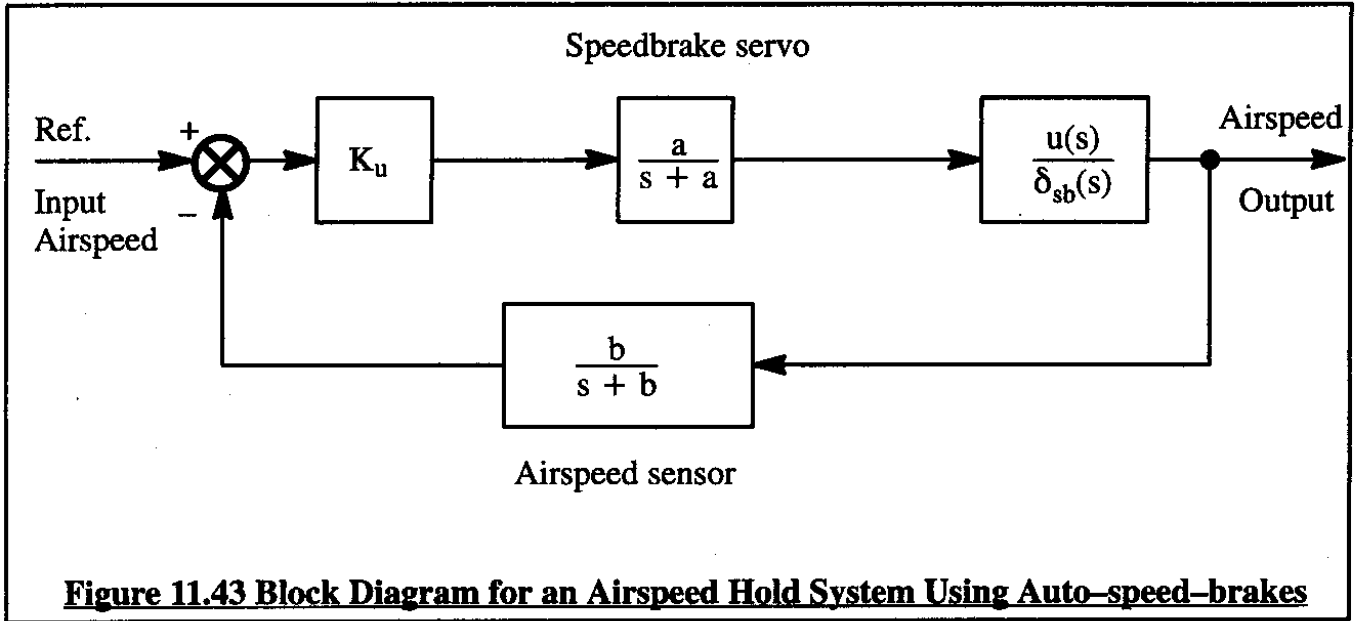 Speedbrake servo
Ref.
Input
Airspeed
+
−
K_u
a
s + a
u(s)
δ_sb(s)
Airspeed
Output
b
s + b
Airspeed sensor
Figure 11.43 Block Diagram for an Airspeed Hold System Using Auto–speed–brakes